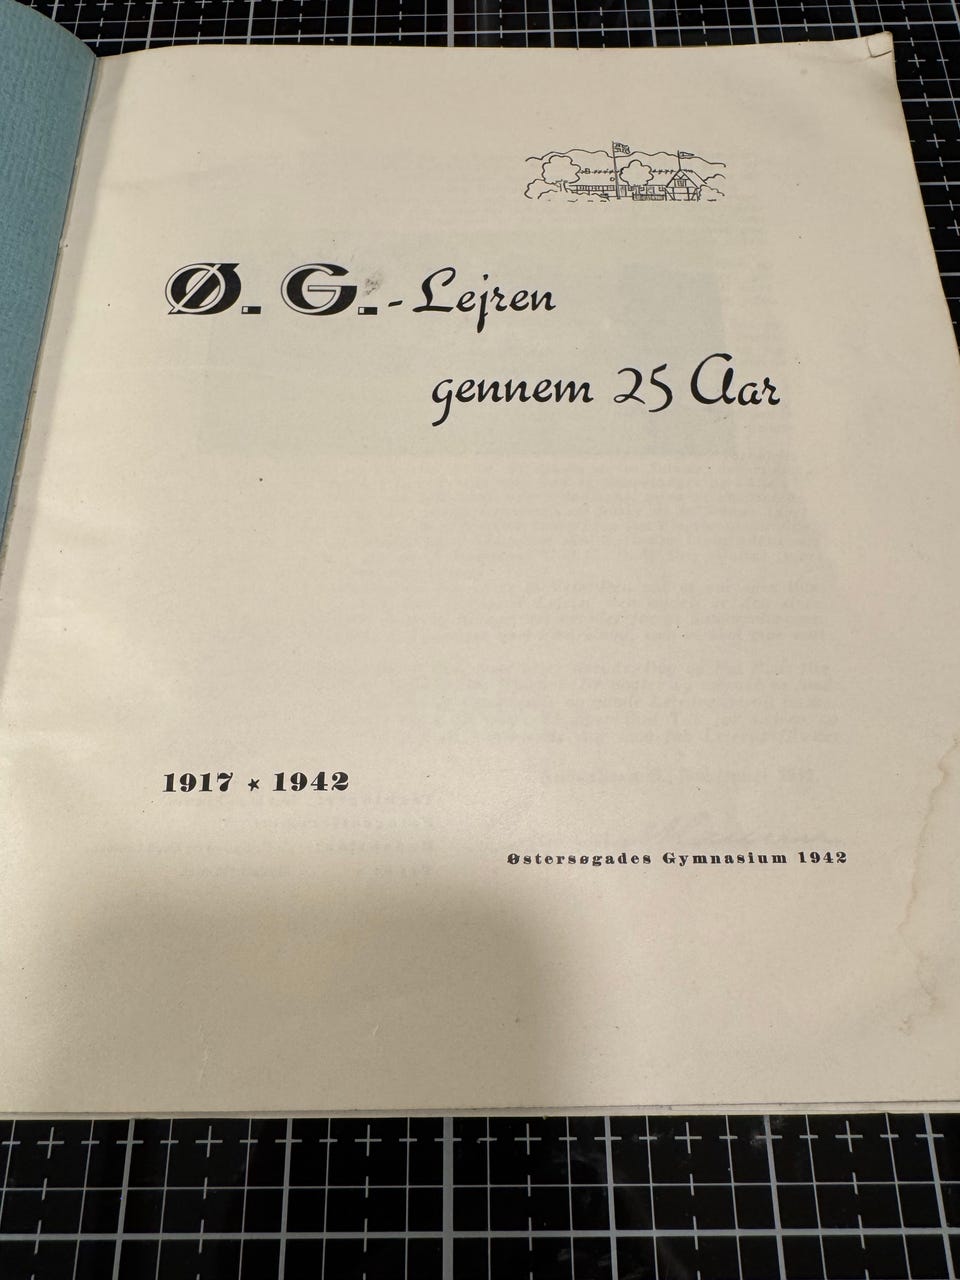 Ø. G.-Lejren
gennem 25 Aar
1917 ★ 1942
Østersøgades Gymnasium 1942